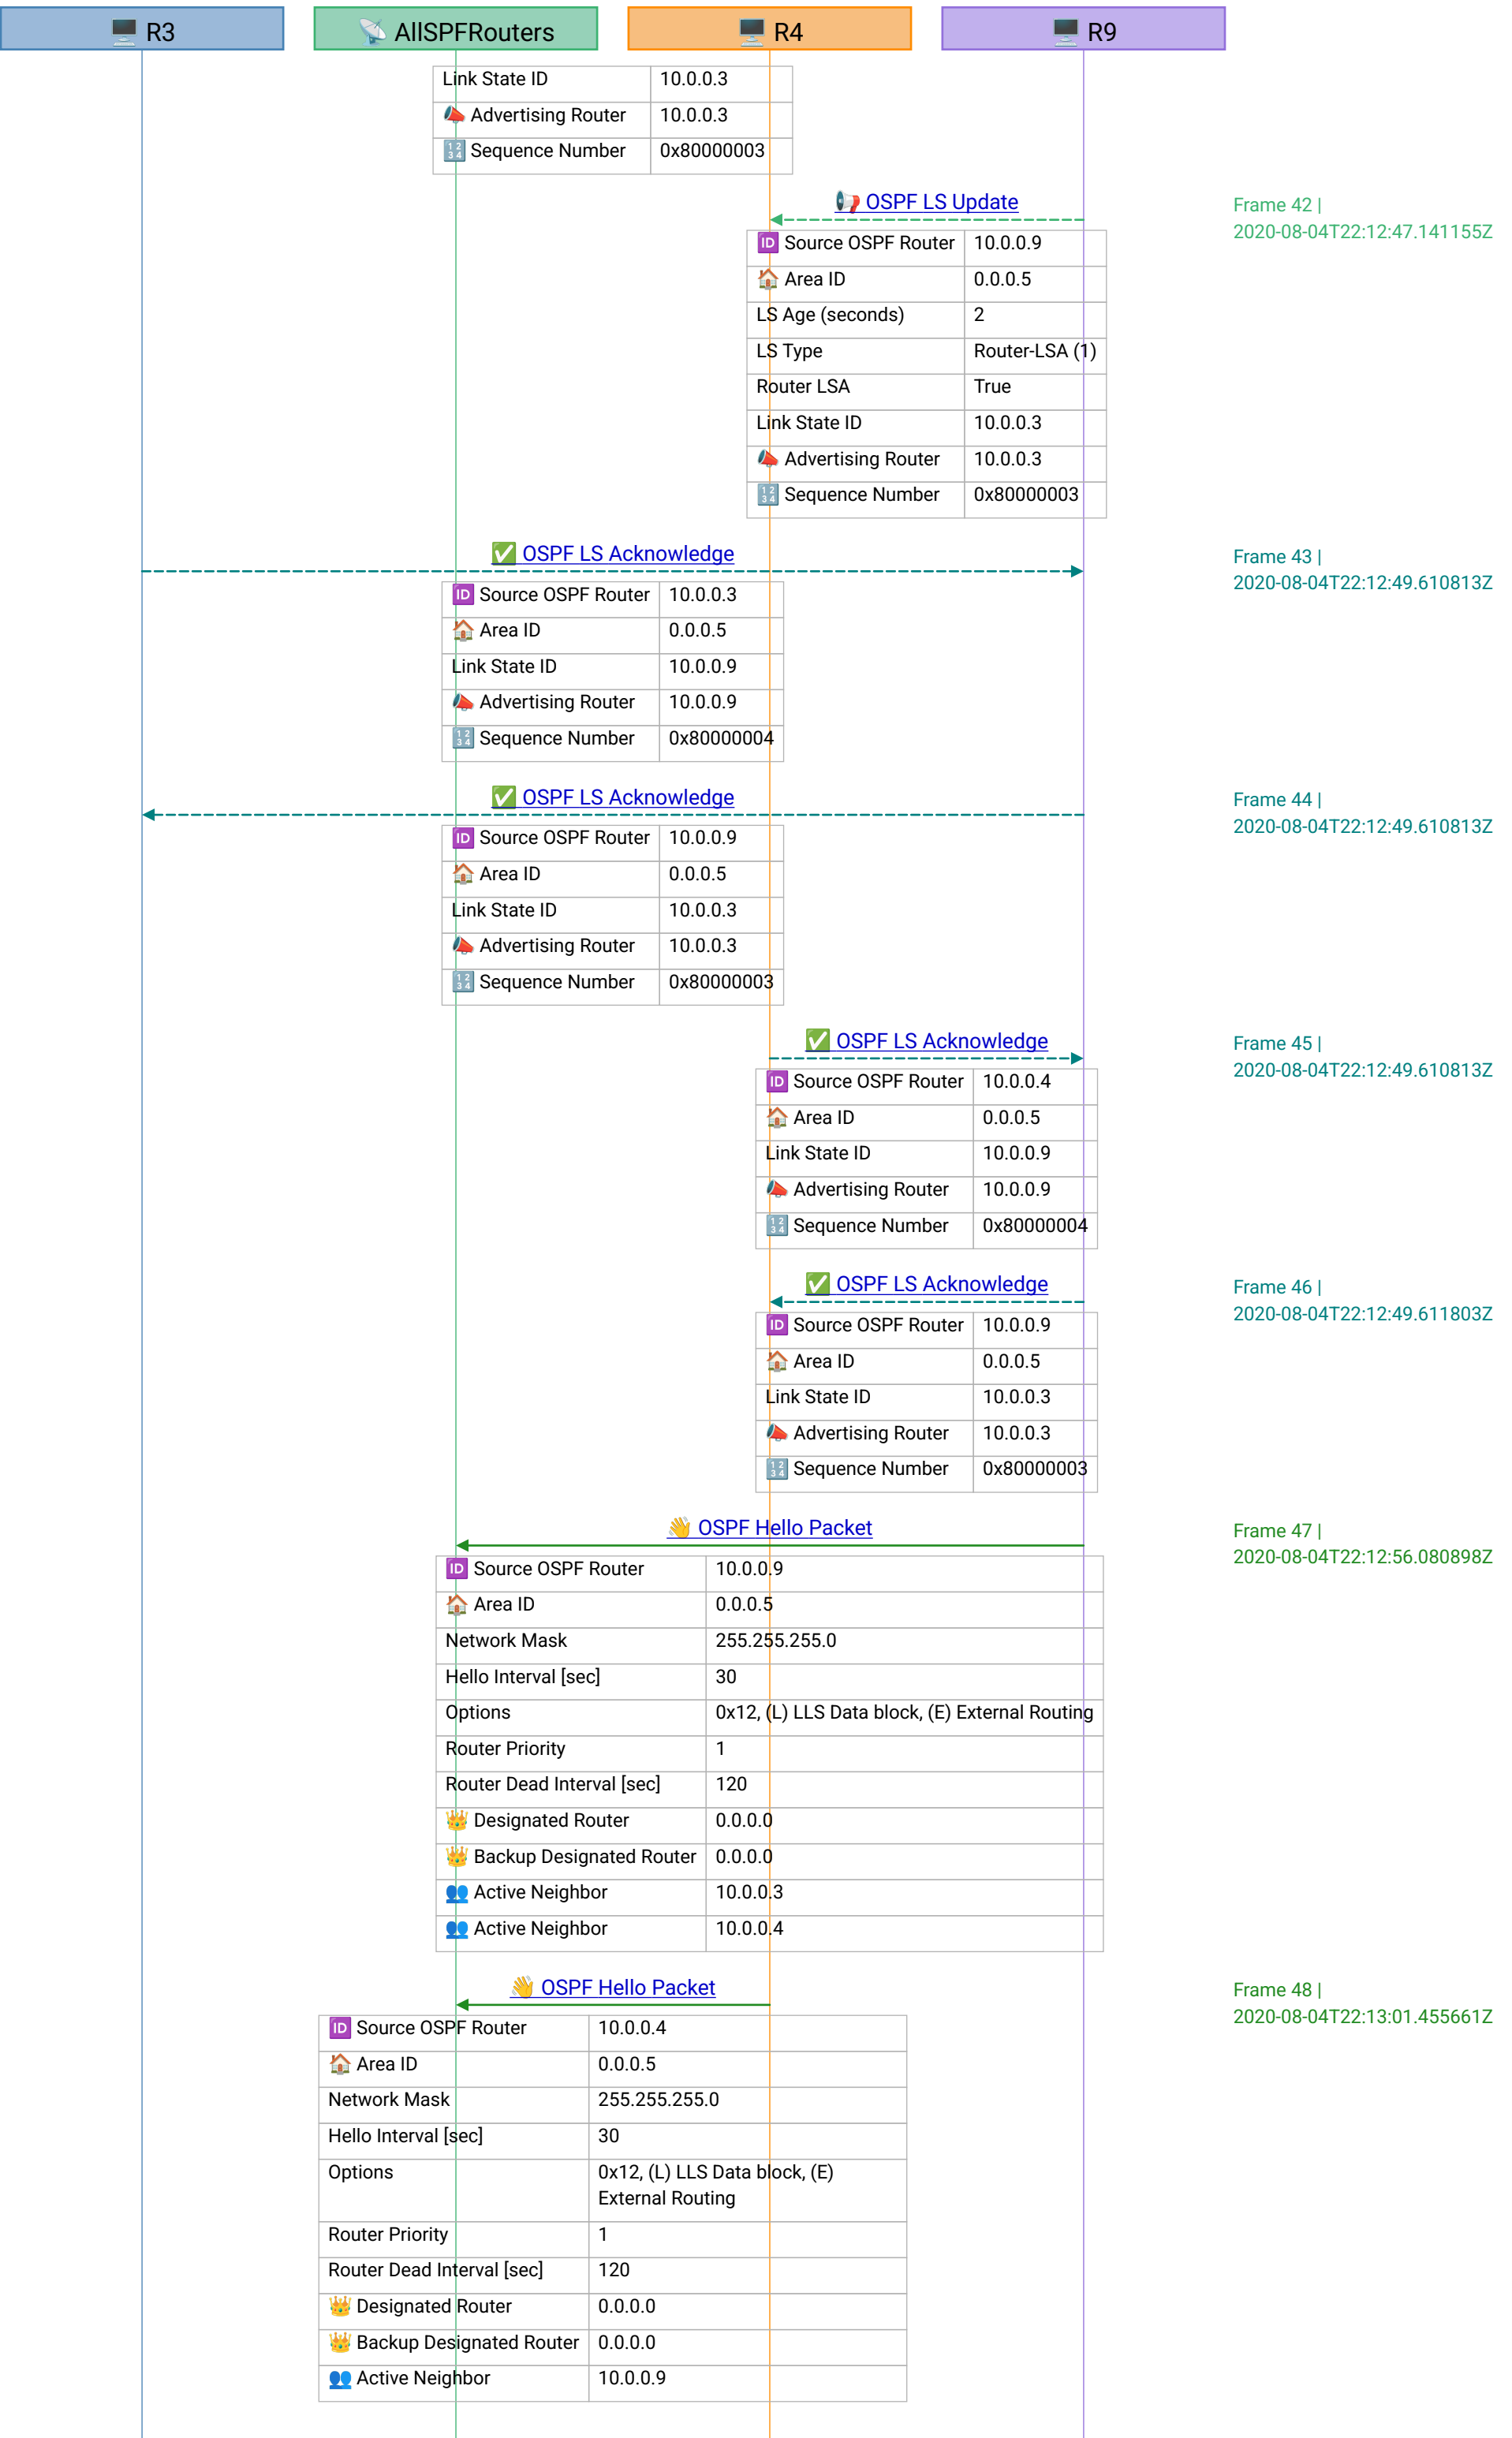 R3
AllSPFRouters
R4
R9
Link State ID 10.0.0.3
Advertising Router 10.0.0.3
Sequence Number 0x80000003
OSPF LS Update
Frame 42 |
2020-08-04T22:12:47.141155Z
Source OSPF Router 10.0.0.9
Area ID 0.0.0.5
LS Age (seconds) 2
LS Type Router-LSA (1)
Router LSA True
Link State ID 10.0.0.3
Advertising Router 10.0.0.3
Sequence Number 0x80000003
OSPF LS Acknowledge
Frame 43 |
2020-08-04T22:12:49.610813Z
Source OSPF Router 10.0.0.3
Area ID 0.0.0.5
Link State ID 10.0.0.9
Advertising Router 10.0.0.9
Sequence Number 0x80000004
OSPF LS Acknowledge
Frame 44 |
2020-08-04T22:12:49.610813Z
Source OSPF Router 10.0.0.9
Area ID 0.0.0.5
Link State ID 10.0.0.3
Advertising Router 10.0.0.3
Sequence Number 0x80000003
OSPF LS Acknowledge
Frame 45 |
2020-08-04T22:12:49.610813Z
Source OSPF Router 10.0.0.4
Area ID 0.0.0.5
Link State ID 10.0.0.9
Advertising Router 10.0.0.9
Sequence Number 0x80000004
OSPF LS Acknowledge
Frame 46 |
2020-08-04T22:12:49.611803Z
Source OSPF Router 10.0.0.9
Area ID 0.0.0.5
Link State ID 10.0.0.3
Advertising Router 10.0.0.3
Sequence Number 0x80000003
OSPF Hello Packet
Frame 47 |
2020-08-04T22:12:56.080898Z
Source OSPF Router 10.0.0.9
Area ID 0.0.0.5
Network Mask 255.255.255.0
Hello Interval [sec] 30
Options 0x12, (L) LLS Data block, (E) External Routing
Router Priority 1
Router Dead Interval [sec] 120
Designated Router 0.0.0.0
Backup Designated Router 0.0.0.0
Active Neighbor 10.0.0.3
Active Neighbor 10.0.0.4
OSPF Hello Packet
Frame 48 |
2020-08-04T22:13:01.455661Z
Source OSPF Router 10.0.0.4
Area ID 0.0.0.5
Network Mask 255.255.255.0
Hello Interval [sec] 30
Options 0x12, (L) LLS Data block, (E)
External Routing
Router Priority 1
Router Dead Interval [sec] 120
Designated Router 0.0.0.0
Backup Designated Router 0.0.0.0
Active Neighbor 10.0.0.9